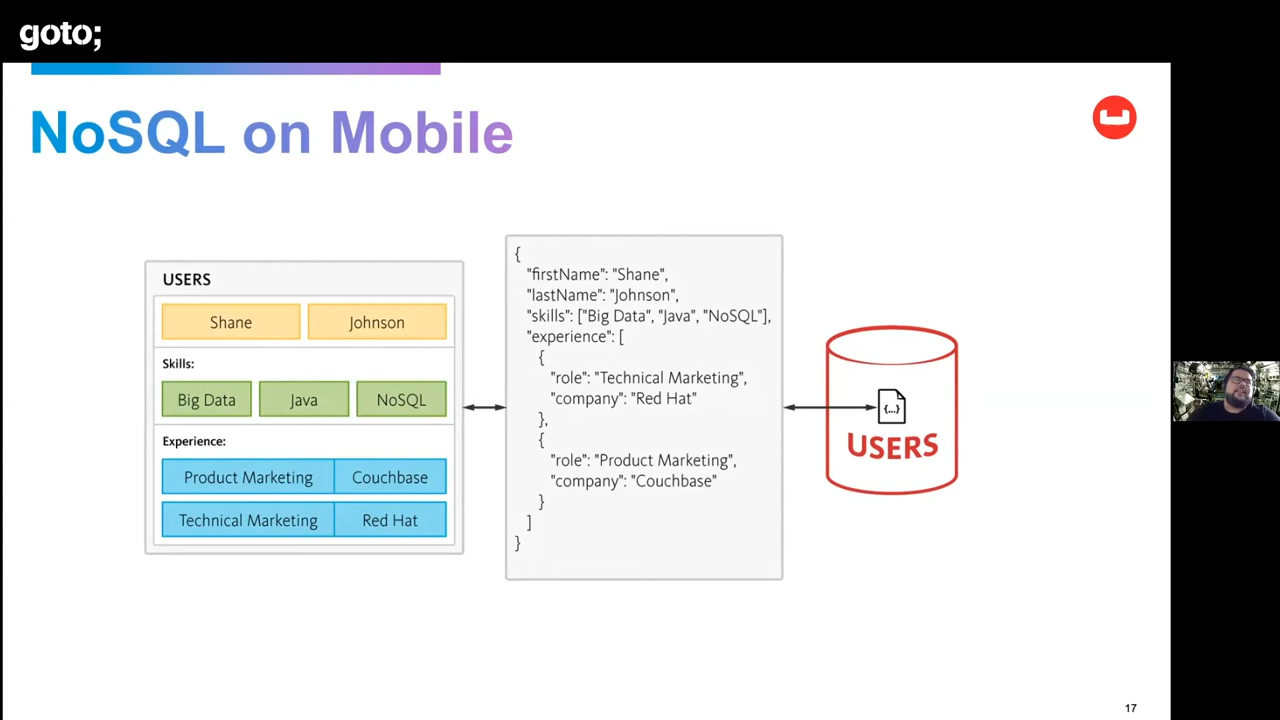 goto;
NoSQL on Mobile
USERS
Shane Johnson
Skills:
Big Data Java NoSQL
Experience:
Product Marketing Couchbase
Technical Marketing Red Hat
{
"firstName": "Shane",
"lastName": "Johnson",
"skills": ["Big Data", "Java", "NoSQL"],
"experience": [
{
"role": "Technical Marketing",
"company": "Red Hat"
},
{
"role": "Product Marketing",
"company": "Couchbase"
}
]
}
{...}
USERS
17